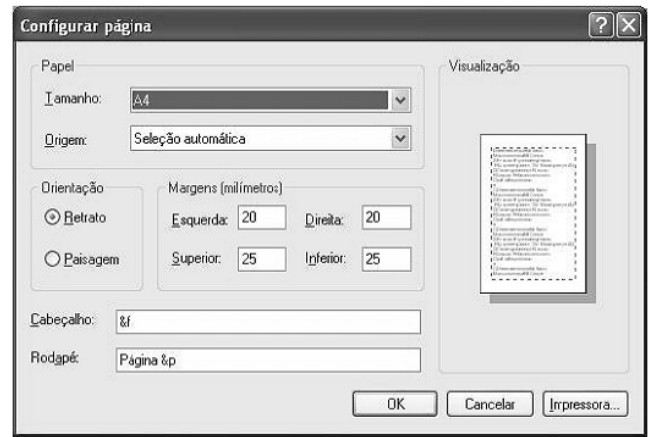 Configurar página
Papel
Tamanho: A4
Origem: Seleção automática
Orientação
Retrato
Paisagem
Margens (milímetros)
Esquerda: 20 Direita: 20
Superior: 25 Inferior: 25
Cabeçalho: &f
Rodapé: Página &p
Visualização
OK Cancelar Impressora...